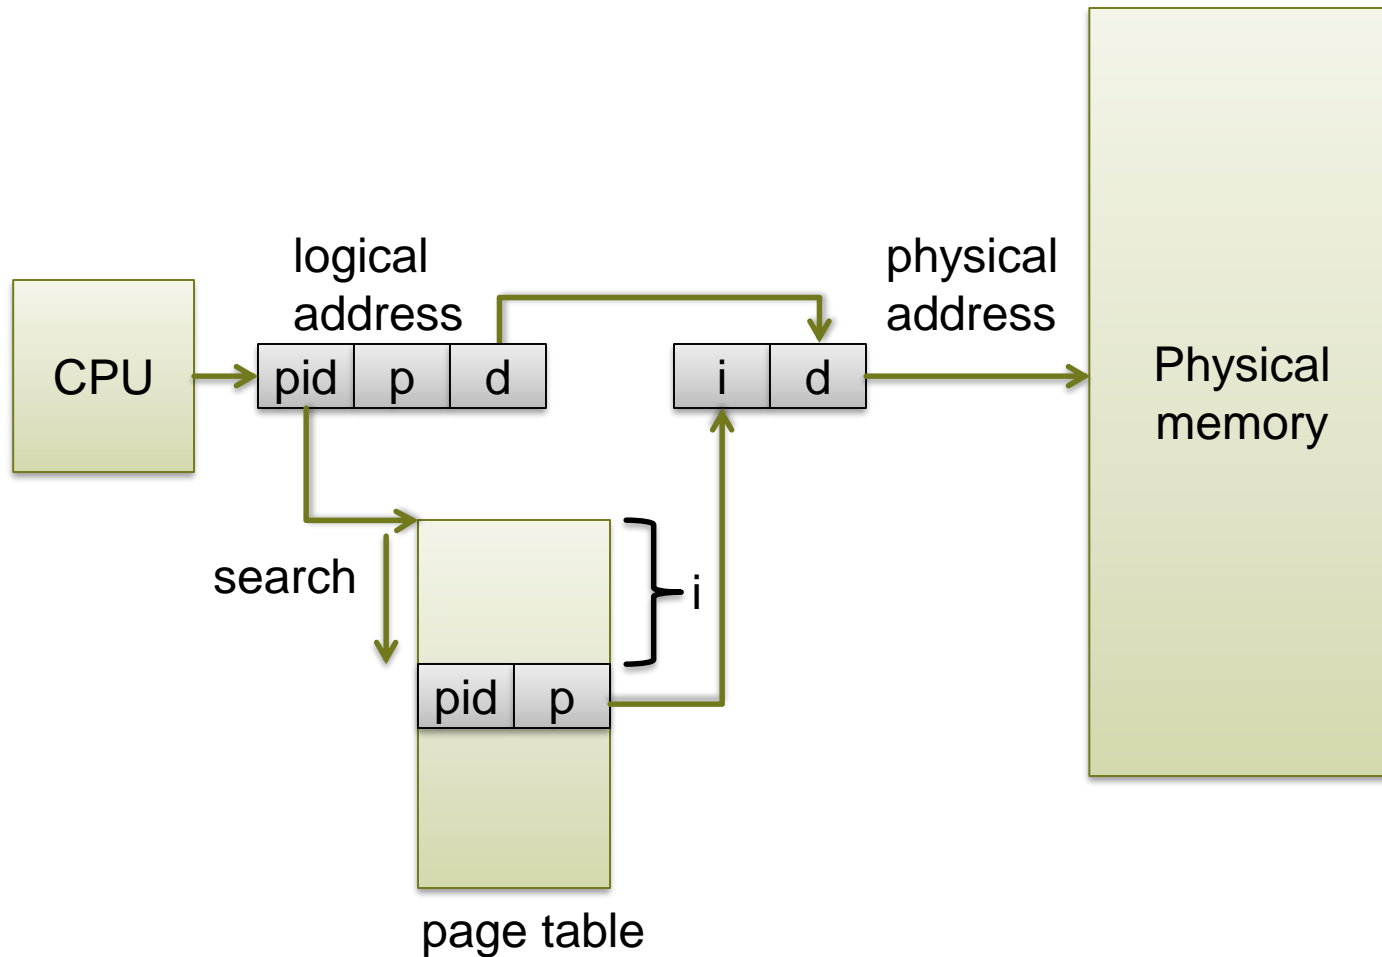 logical
address
physical
address
CPU
pid p d
i d
Physical
memory
search
i
pid p
page table